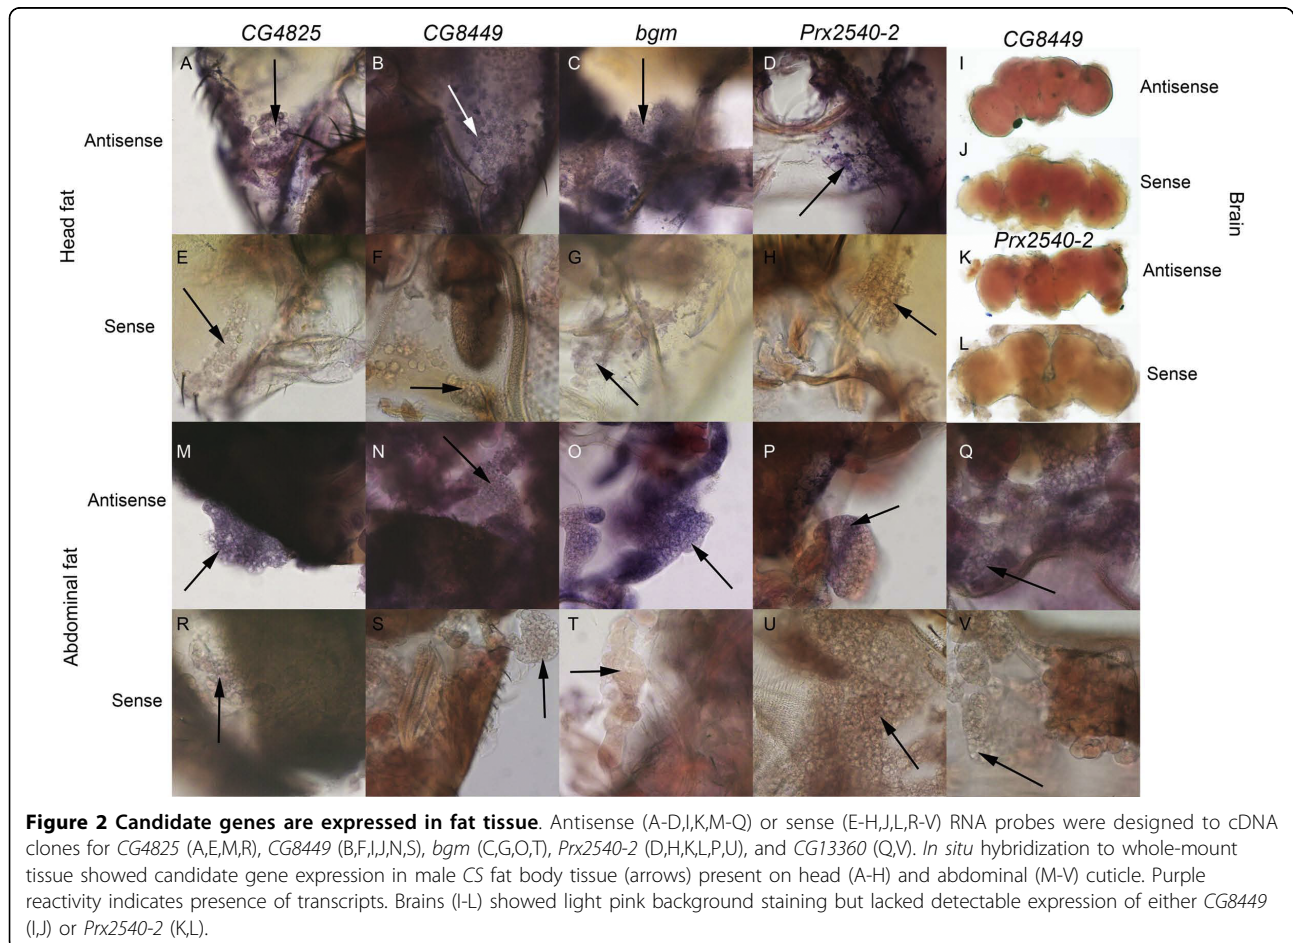 CG4825 CG8449 bgm Prx2540-2 CG8449
A B C D I
Antisense
Antisense
J
Sense
Head fat
Brain
Prx2540-2
E F G H K
Antisense
Sense
L
Sense
M N O P Q
Antisense
Abdominal fat
R S T U V
Sense
Figure 2 Candidate genes are expressed in fat tissue. Antisense (A-D,I,K,M-Q) or sense (E-H,J,L,R-V) RNA probes were designed to cDNA
clones for CG4825 (A,E,M,R), CG8449 (B,F,I,J,N,S), bgm (C,G,O,T), Prx2540-2 (D,H,K,L,P,U), and CG13360 (Q,V). In situ hybridization to whole-mount
tissue showed candidate gene expression in male CS fat body tissue (arrows) present on head (A-H) and abdominal (M-V) cuticle. Purple
reactivity indicates presence of transcripts. Brains (I-L) showed light pink background staining but lacked detectable expression of either CG8449
(I,J) or Prx2540-2 (K,L).